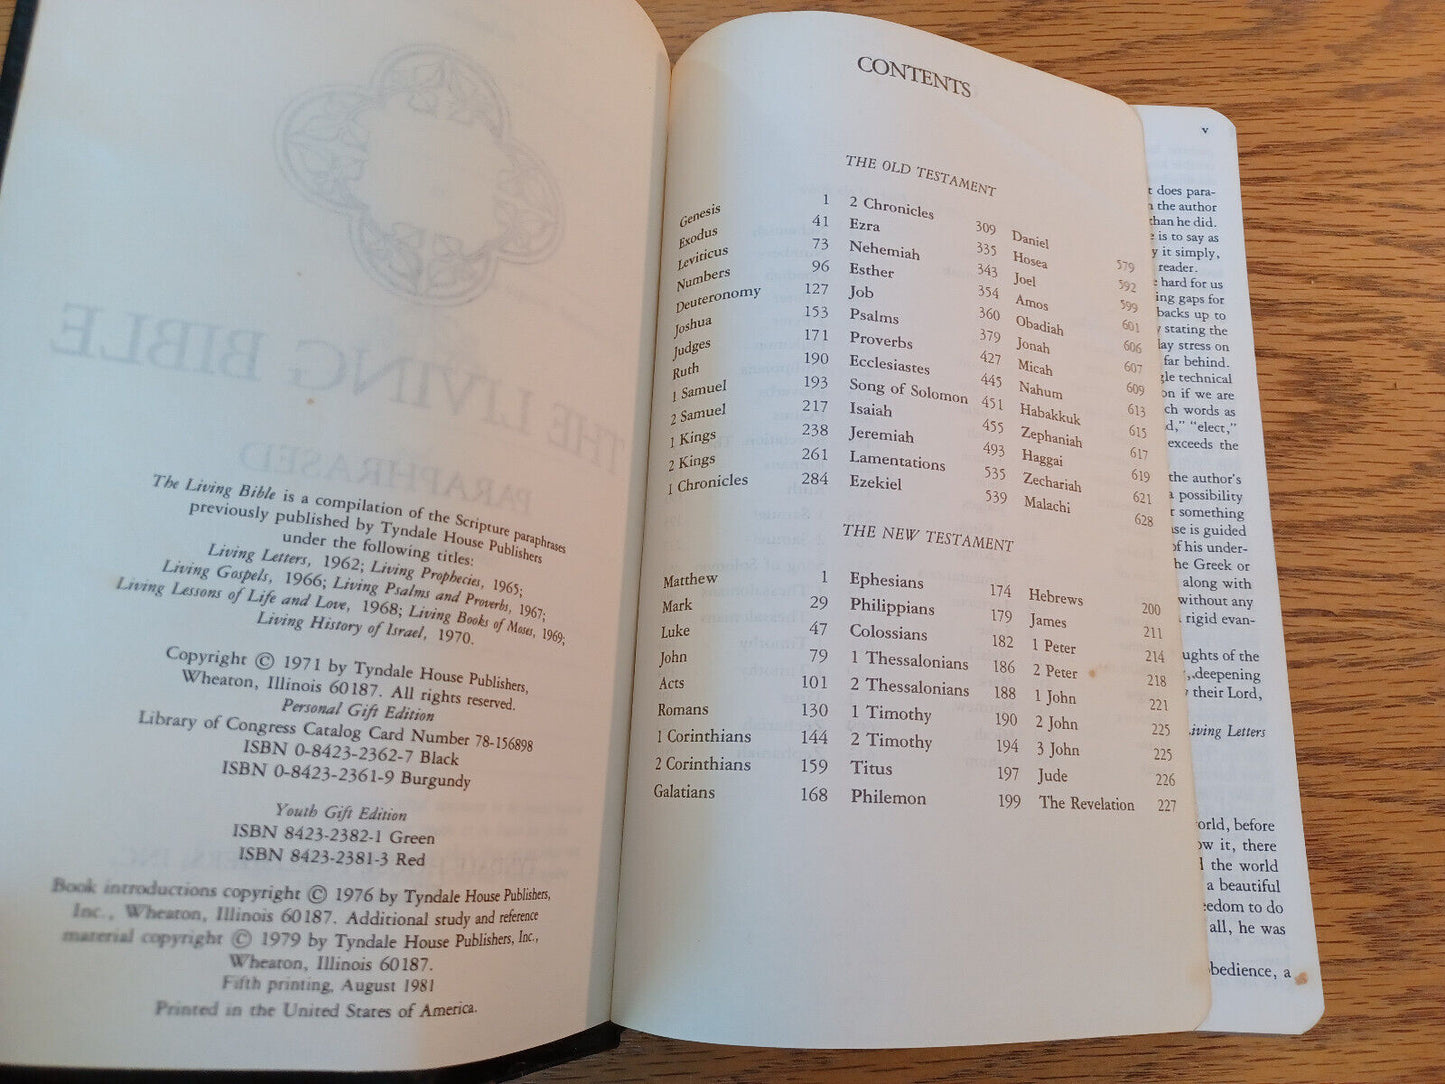 The Living Bible is a compilation of the Scripture paraphrases
previously published by Tyndale House Publishers
under the following titles:
Living Letters, 1962; Living Prophecies, 1965;
Living Gospels, 1966; Living Psalms and Proverbs, 1967;
Living Lessons of Life and Love, 1968; Living Books of Moses, 1969;
Living History of Israel, 1970.
Copyright © 1971 by Tyndale House Publishers,
Wheaton, Illinois 60187. All rights reserved.
Personal Gift Edition
Library of Congress Catalog Card Number 78-156898
ISBN 0-8423-2362-7 Black
ISBN 0-8423-2361-9 Burgundy
Youth Gift Edition
ISBN 8423-2382-1 Green
ISBN 8423-2381-3 Red
Book introductions copyright © 1976 by Tyndale House Publishers,
Inc., Wheaton, Illinois 60187. Additional study and reference
material copyright © 1979 by Tyndale House Publishers, Inc.,
Wheaton, Illinois 60187.
Fifth printing, August 1981
Printed in the United States of America.
CONTENTS
THE OLD TESTAMENT
Genesis 1
Exodus 41
Leviticus 73
Numbers 96
Deuteronomy 127
Joshua 153
Judges 171
Ruth 190
1 Samuel 193
2 Samuel 217
1 Kings 238
2 Kings 261
1 Chronicles 284
2 Chronicles 309
Ezra 335
Nehemiah 343
Esther 354
Job 360
Psalms 379
Proverbs 427
Ecclesiastes 445
Song of Solomon 451
Isaiah 455
Jeremiah 493
Lamentations 535
Ezekiel 539
Daniel 579
Hosea 592
Joel 599
Amos 601
Obadiah 606
Jonah 607
Micah 609
Nahum 613
Habakkuk 615
Zephaniah 617
Haggai 619
Zechariah 621
Malachi 628
THE NEW TESTAMENT
Matthew 1
Mark 29
Luke 47
John 79
Acts 101
Romans 130
1 Corinthians 144
2 Corinthians 159
Galatians 168
Ephesians 174
Philippians 179
Colossians 182
1 Thessalonians 186
2 Thessalonians 188
1 Timothy 190
2 Timothy 194
Titus 197
Philemon 199
Hebrews 200
James 211
1 Peter 214
2 Peter 218
1 John 221
2 John 225
3 John 225
Jude 226
The Revelation 227
v
t does para-
the author
than he did.
is to say as
it simply,
reader.
hard for us
ing gaps for
backs up to
stating the
lay stress on
far behind.
technical
on if we are
ch words as
d," "elect,"
exceeds the
the author's
a possibility
t something
se is guided
of his under-
the Greek or
along with
without any
rigid evan-
ughts of the
, deepening
their Lord,
Living Letters
orld, before
ow it, there
the world
a beautiful
eedom to do
all, he was
bedience, a